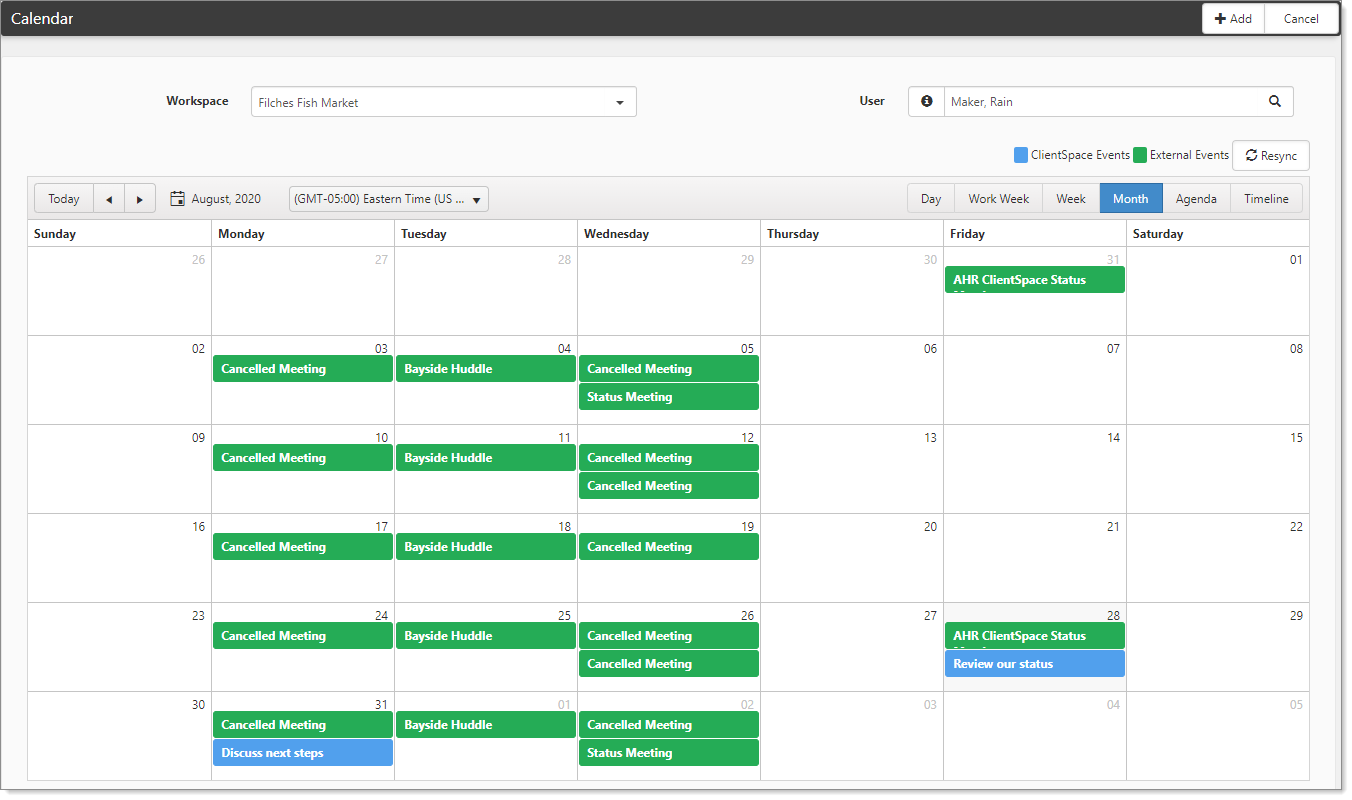 Calendar
Add Cancel
Workspace Filches Fish Market User Maker, Rain
ClientSpace Events External Events Resync
Today August, 2020 (GMT-05:00) Eastern Time (US ... Day Work Week Week Month Agenda Timeline
Sunday Monday Tuesday Wednesday Thursday Friday Saturday
26 27 28 29 30 31 01
AHR ClientSpace Status
02 03 04 05 06 07 08
Cancelled Meeting Bayside Huddle Cancelled Meeting
Status Meeting
09 10 11 12 13 14 15
Cancelled Meeting Bayside Huddle Cancelled Meeting
Cancelled Meeting
16 17 18 19 20 21 22
Cancelled Meeting Bayside Huddle Cancelled Meeting
23 24 25 26 27 28 29
Cancelled Meeting Bayside Huddle Cancelled Meeting AHR ClientSpace Status
Cancelled Meeting Review our status
30 31 01 02 03 04 05
Cancelled Meeting Bayside Huddle Cancelled Meeting
Discuss next steps Status Meeting